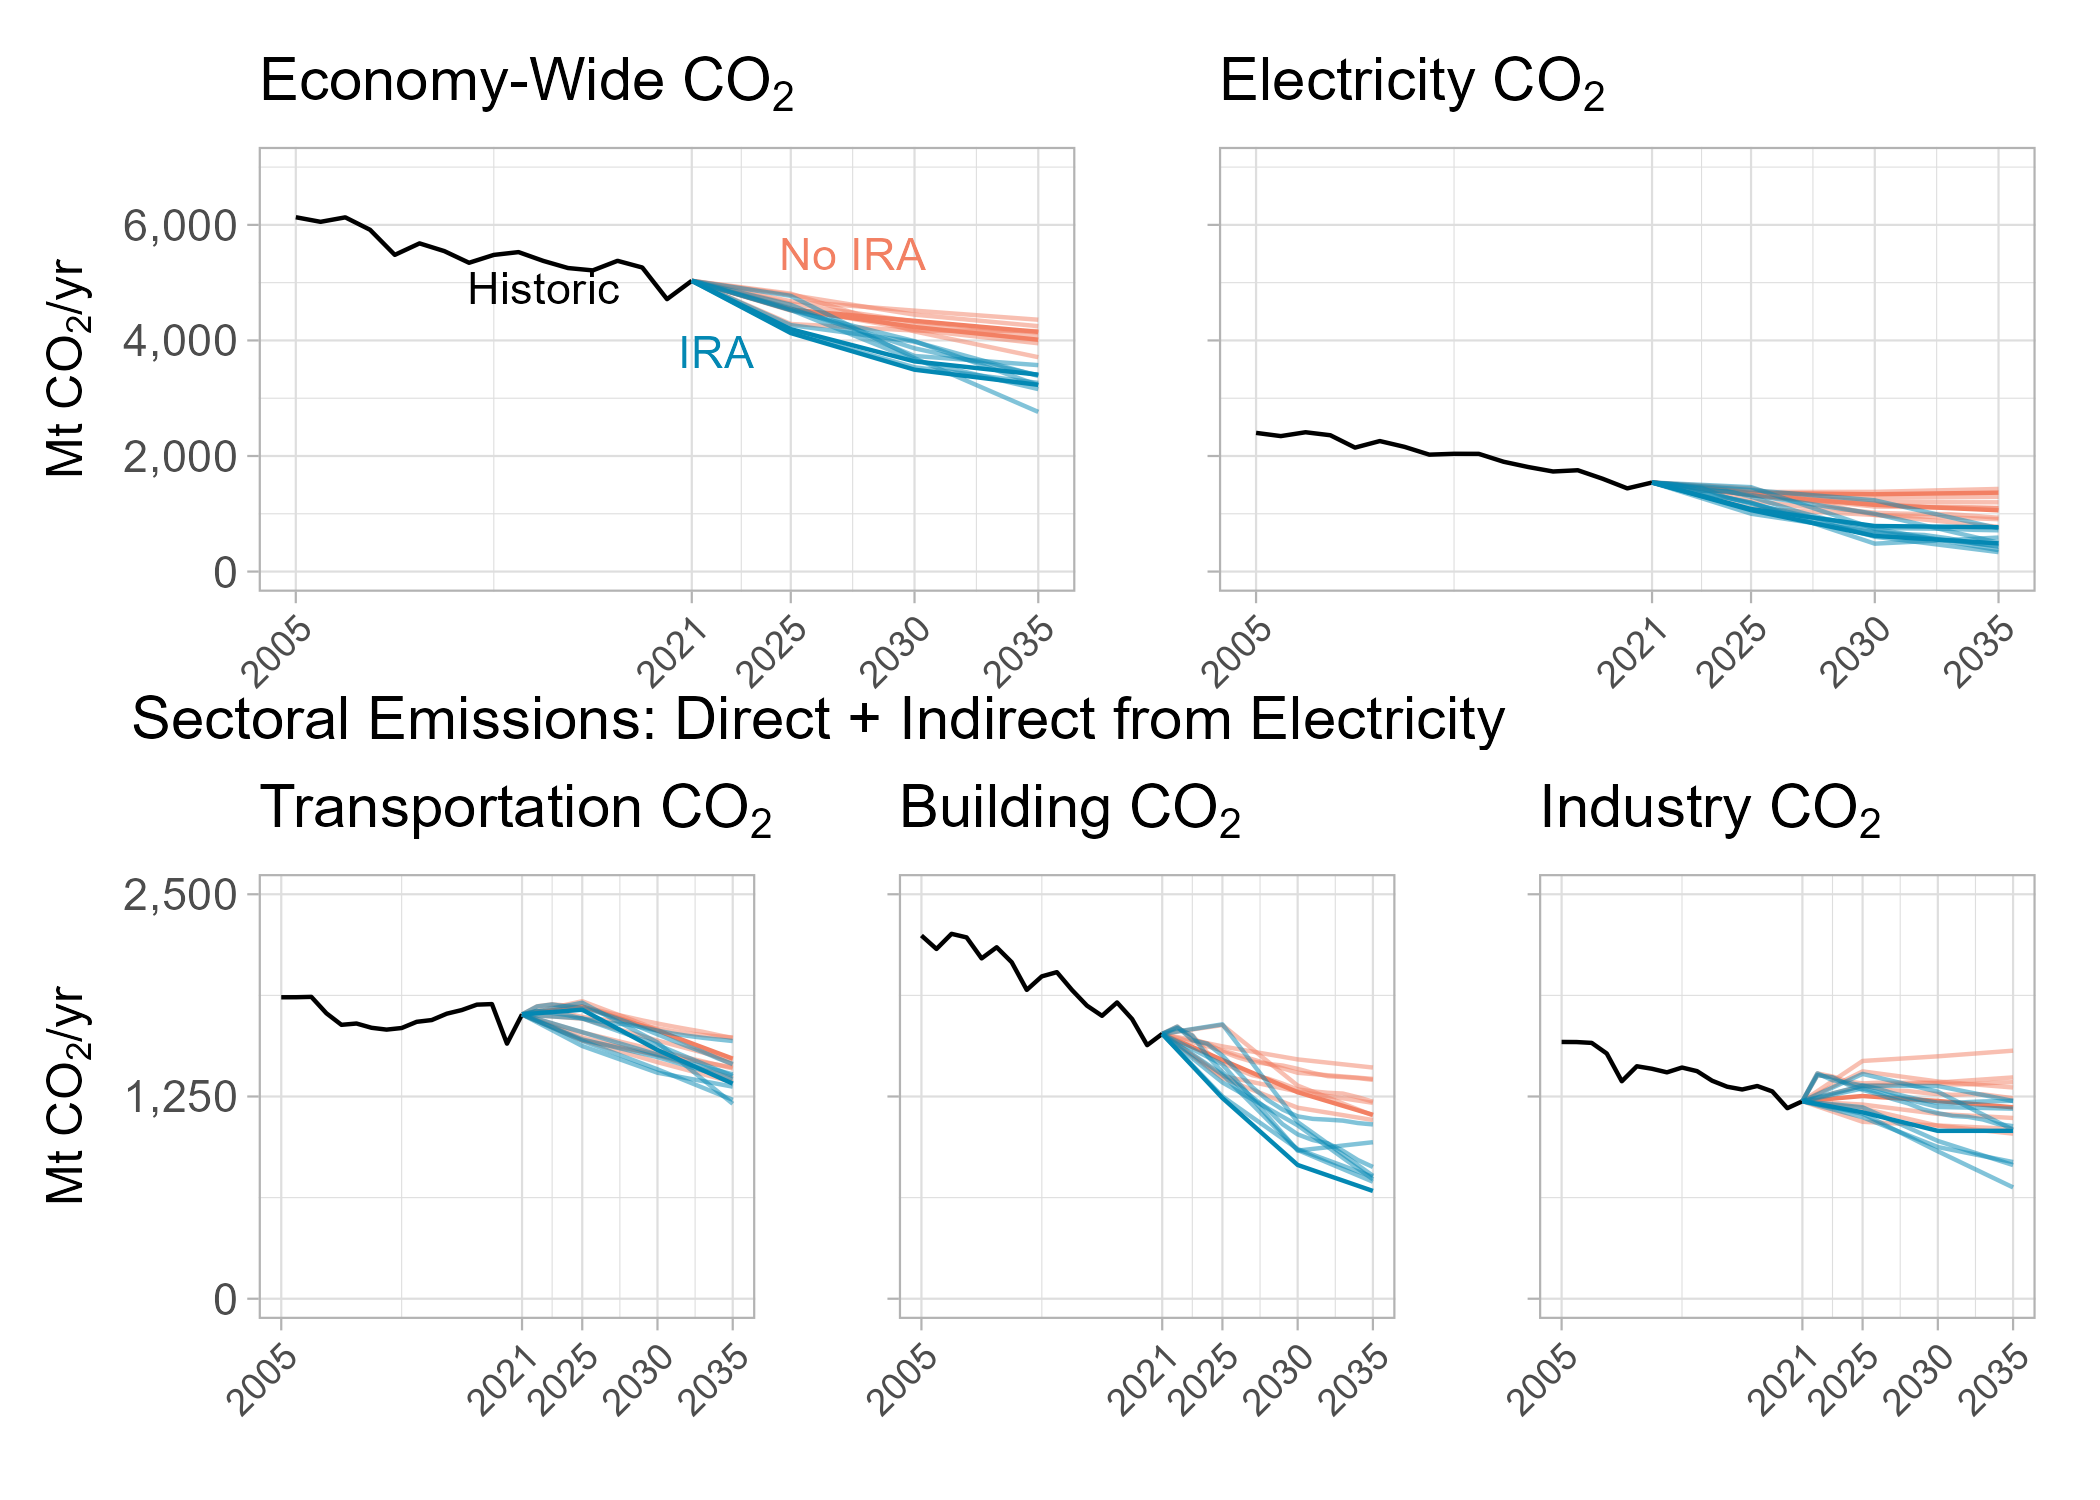 Economy-Wide CO₂
Electricity CO₂
Mt CO₂/yr
6,000
4,000
2,000
0
Historic
No IRA
IRA
2005
2021
2025
2030
2035
2005
2021
2025
2030
2035
Sectoral Emissions: Direct + Indirect from Electricity
Transportation CO₂
Building CO₂
Industry CO₂
Mt CO₂/yr
2,500
1,250
0
2005
2021
2025
2030
2035
2005
2021
2025
2030
2035
2005
2021
2025
2030
2035